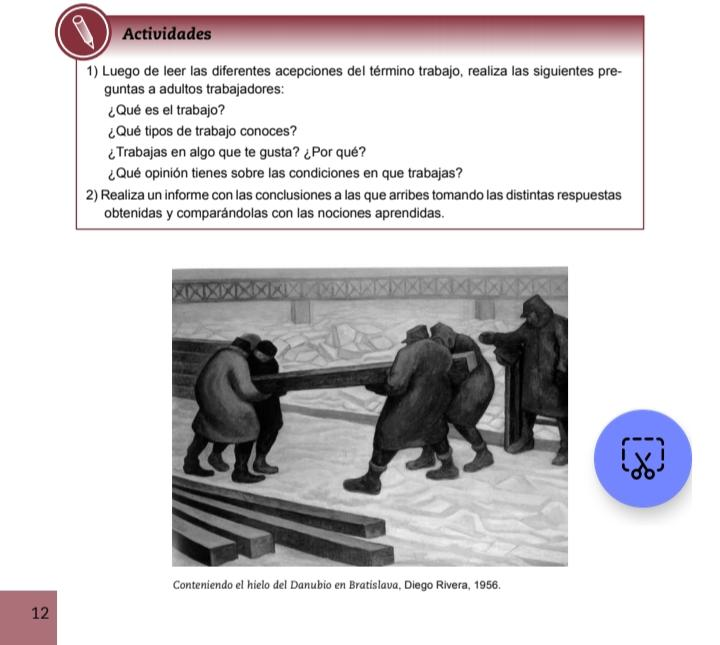 Actividades
1) Luego de leer las diferentes acepciones del término trabajo, realiza las siguientes pre-
guntas a adultos trabajadores:
¿Qué es el trabajo?
¿Qué tipos de trabajo conoces?
¿Trabajas en algo que te gusta? ¿Por qué?
¿Qué opinión tienes sobre las condiciones en que trabajas?
2) Realiza un informe con las conclusiones a las que arribes tomando las distintas respuestas
obtenidas y comparándolas con las nociones aprendidas.
Conteniendo el hielo del Danubio en Bratislava, Diego Rivera, 1956.
12